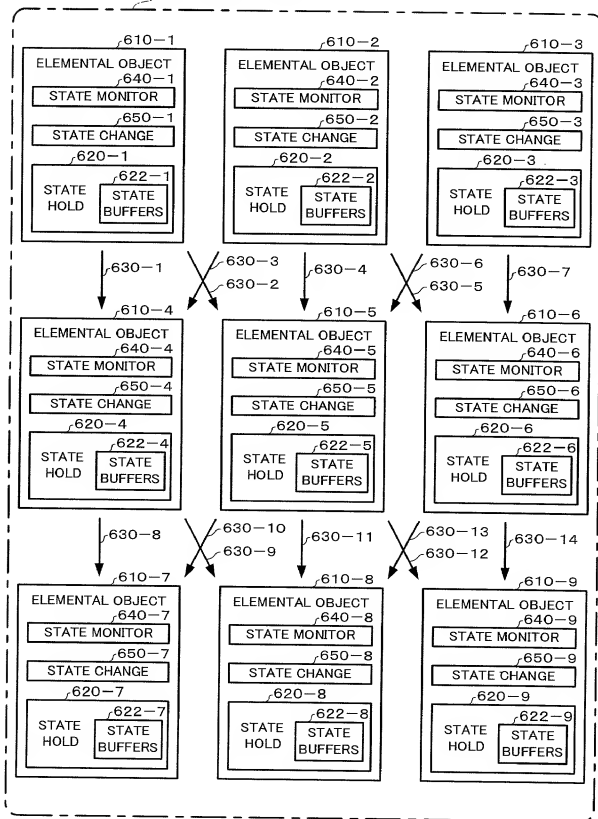 610-1
ELEMENTAL OBJECT
640-1
STATE MONITOR
650-1
STATE CHANGE
620-1
STATE
HOLD
622-1
STATE
BUFFERS
610-2
ELEMENTAL OBJECT
640-2
STATE MONITOR
650-2
STATE CHANGE
620-2
STATE
HOLD
622-2
STATE
BUFFERS
610-3
ELEMENTAL OBJECT
640-3
STATE MONITOR
650-3
STATE CHANGE
620-3
STATE
HOLD
622-3
STATE
BUFFERS
630-1
630-3
630-2
630-4
630-6
630-5
630-7
610-4
ELEMENTAL OBJECT
640-4
STATE MONITOR
650-4
STATE CHANGE
620-4
STATE
HOLD
622-4
STATE
BUFFERS
610-5
ELEMENTAL OBJECT
640-5
STATE MONITOR
650-5
STATE CHANGE
620-5
STATE
HOLD
622-5
STATE
BUFFERS
610-6
ELEMENTAL OBJECT
640-6
STATE MONITOR
650-6
STATE CHANGE
620-6
STATE
HOLD
622-6
STATE
BUFFERS
630-8
630-10
630-9
630-11
630-13
630-12
630-14
610-7
ELEMENTAL OBJECT
640-7
STATE MONITOR
650-7
STATE CHANGE
620-7
STATE
HOLD
622-7
STATE
BUFFERS
610-8
ELEMENTAL OBJECT
640-8
STATE MONITOR
650-8
STATE CHANGE
620-8
STATE
HOLD
622-8
STATE
BUFFERS
610-9
ELEMENTAL OBJECT
640-9
STATE MONITOR
650-9
STATE CHANGE
620-9
STATE
HOLD
622-9
STATE
BUFFERS